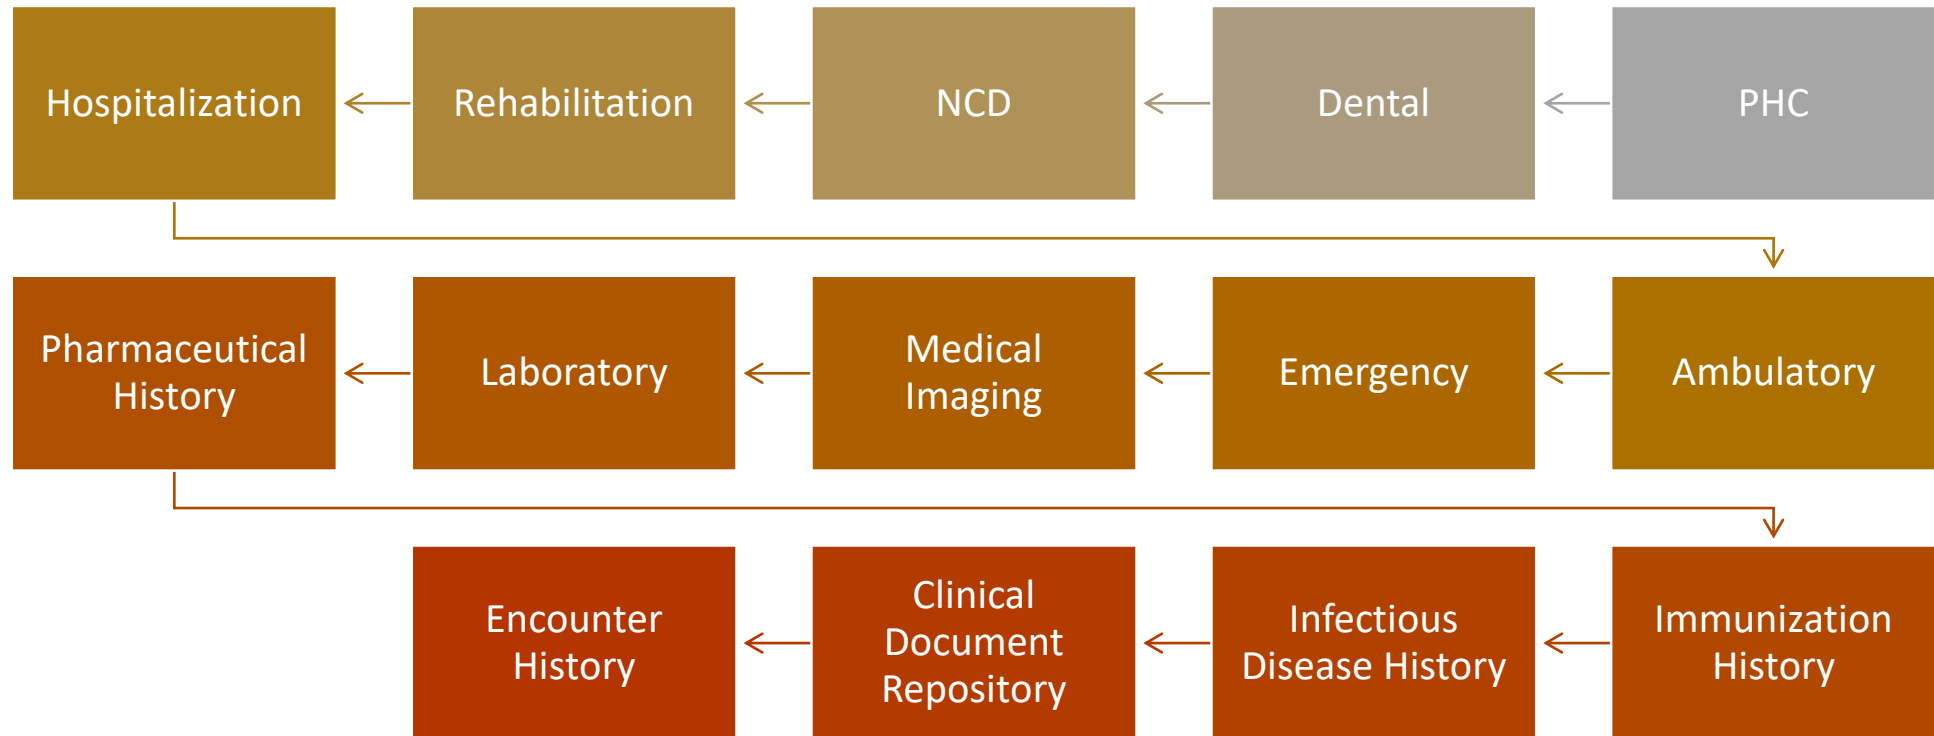 Hospitalization
Rehabilitation
NCD
Dental
PHC
Pharmaceutical
History
Laboratory
Medical
Imaging
Emergency
Ambulatory
Encounter
History
Clinical
Document
Repository
Infectious
Disease History
Immunization
History